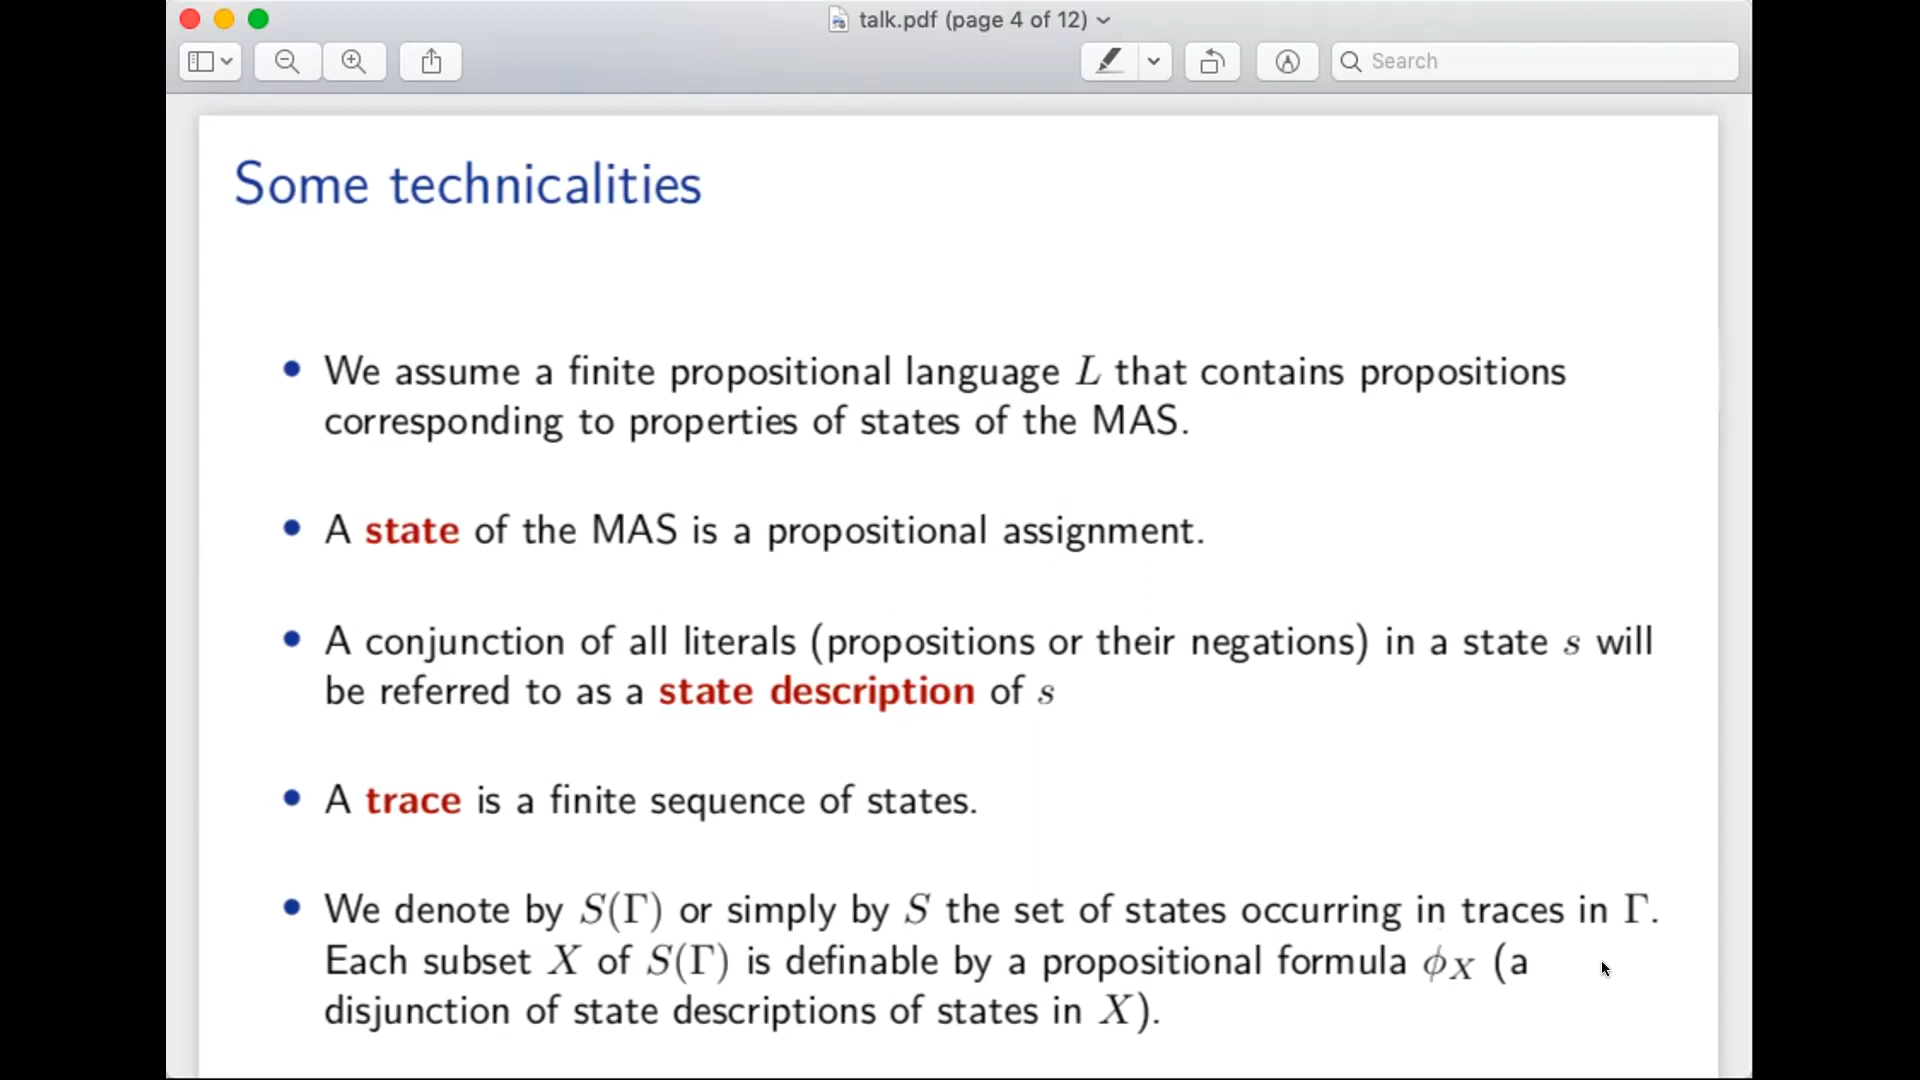 talk.pdf (page 4 of 12)
Search
Some technicalities
• We assume a finite propositional language L that contains propositions
corresponding to properties of states of the MAS.
• A state of the MAS is a propositional assignment.
• A conjunction of all literals (propositions or their negations) in a state s will
be referred to as a state description of s
• A trace is a finite sequence of states.
• We denote by S(Γ) or simply by S the set of states occurring in traces in Γ.
Each subset X of S(Γ) is definable by a propositional formula ϕ_X (a
disjunction of state descriptions of states in X).